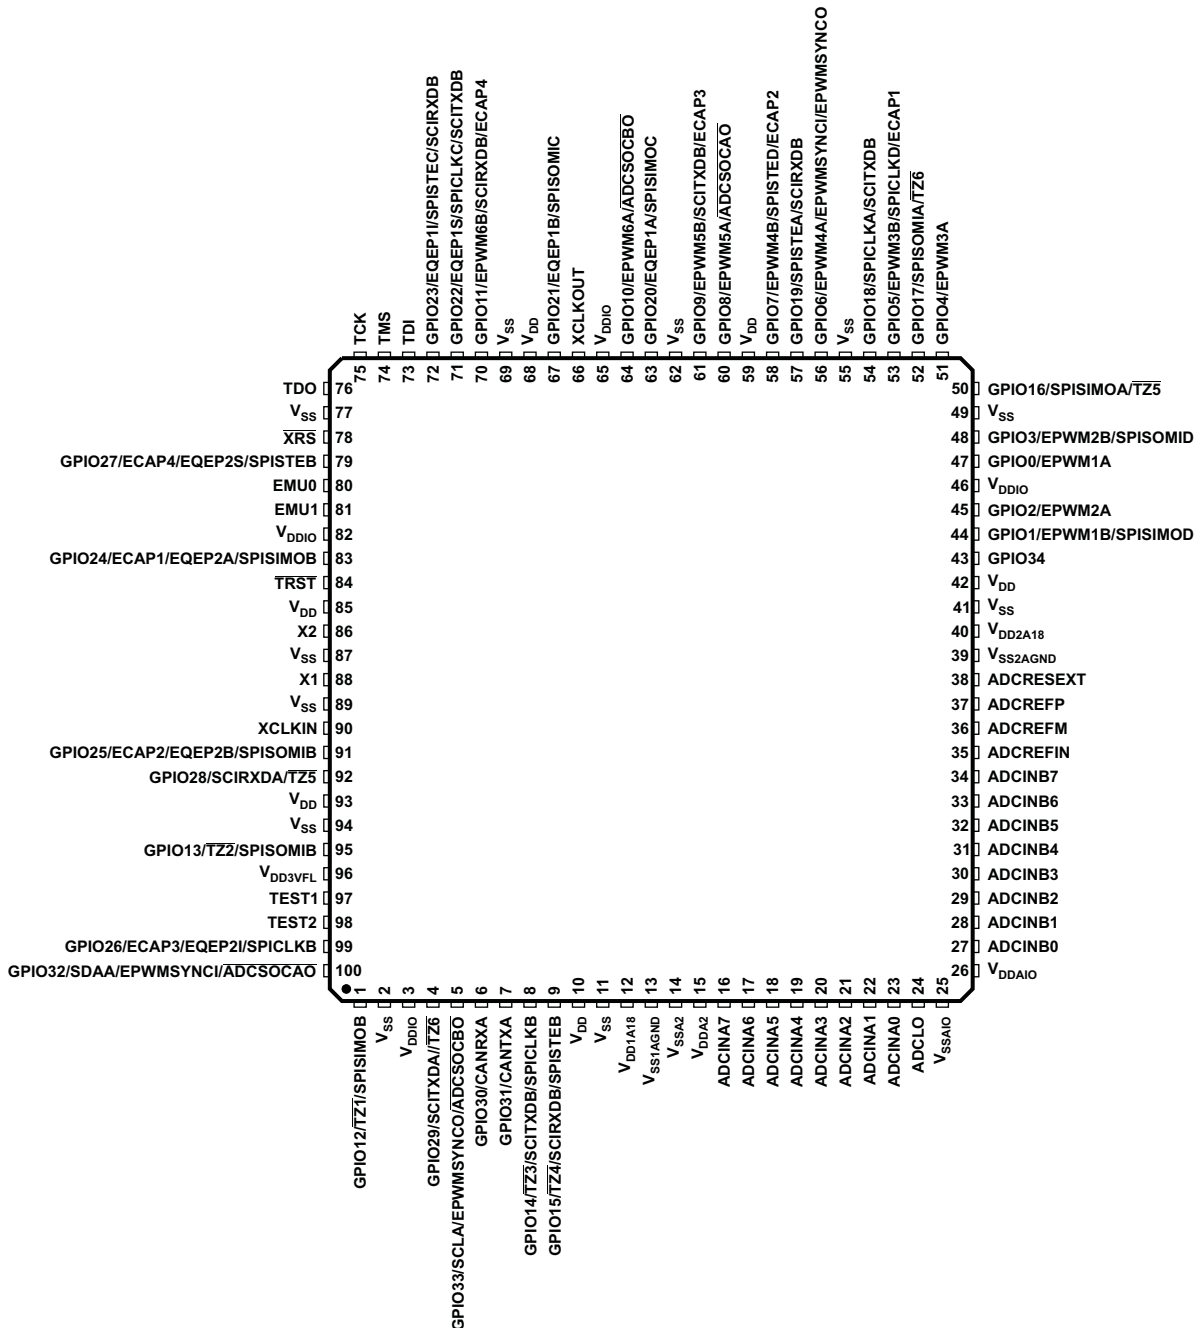 75 TCK
74 TMS
73 TDI
72 GPIO23/EQEP1I/SPISTEC/SCIRXDB
71 GPIO22/EQEP1S/SPICLKC/SCITXDB
70 GPIO11/EPWM6B/SCIRXDB/ECAP4
69 VSS
68 VDD
67 GPIO21/EQEP1B/SPISOMIC
66 XCLKOUT
65 VDDIO
64 GPIO10/EPWM6A/ADCSOCBO
63 GPIO20/EQEP1A/SPISIMOC
62 VSS
61 GPIO9/EPWM5B/SCITXDB/ECAP3
60 GPIO8/EPWM5A/ADCSOCAO
59 VDD
58 GPIO7/EPWM4B/SPISTED/ECAP2
57 GPIO19/SPISTEA/SCIRXDB
56 GPIO6/EPWM4A/EPWMSYNCI/EPWMSYNCO
55 VSS
54 GPIO18/SPICLKA/SCITXDB
53 GPIO5/EPWM3B/SPICLKD/ECAP1
52 GPIO17/SPISOMIA/TZ6
51 GPIO4/EPWM3A
TDO 76
VSS 77
XRS 78
GPIO27/ECAP4/EQEP2S/SPISTEB 79
EMU0 80
EMU1 81
VDDIO 82
GPIO24/ECAP1/EQEP2A/SPISIMOB 83
TRST 84
VDD 85
X2 86
VSS 87
X1 88
VSS 89
XCLKIN 90
GPIO25/ECAP2/EQEP2B/SPISOMIB 91
GPIO28/SCIRXDA/TZ5 92
VDD 93
VSS 94
GPIO13/TZ2/SPISOMIB 95
VDD3VFL 96
TEST1 97
TEST2 98
GPIO26/ECAP3/EQEP2I/SPICLKB 99
GPIO32/SDAA/EPWMSYNCI/ADCSOCAO 100
50 GPIO16/SPISIMOA/TZ5
49 VSS
48 GPIO3/EPWM2B/SPISOMID
47 GPIO0/EPWM1A
46 VDDIO
45 GPIO2/EPWM2A
44 GPIO1/EPWM1B/SPISIMOD
43 GPIO34
42 VDD
41 VSS
40 VDD2A18
39 VSS2AGND
38 ADCRESEXT
37 ADCREFP
36 ADCREFM
35 ADCREFIN
34 ADCINB7
33 ADCINB6
32 ADCINB5
31 ADCINB4
30 ADCINB3
29 ADCINB2
28 ADCINB1
27 ADCINB0
26 VDDAIO
1 GPIO12/TZ1/SPISIMOB
2 VSS
3 VDDIO
4 GPIO29/SCITXDA//TZ6
5 GPIO33/SCLA/EPWMSYNCO/ADCSOCBO
6 GPIO30/CANRXA
7 GPIO31/CANTXA
8 GPIO14/TZ3/SCITXDB/SPICLKB
9 GPIO15/TZ4/SCIRXDB/SPISTEB
10 VDD
11 VSS
12 VDD1A18
13 VSS1AGND
14 VSSA2
15 VDDA2
16 ADCINA7
17 ADCINA6
18 ADCINA5
19 ADCINA4
20 ADCINA3
21 ADCINA2
22 ADCINA1
23 ADCINA0
24 ADCLO
25 VSSAIO